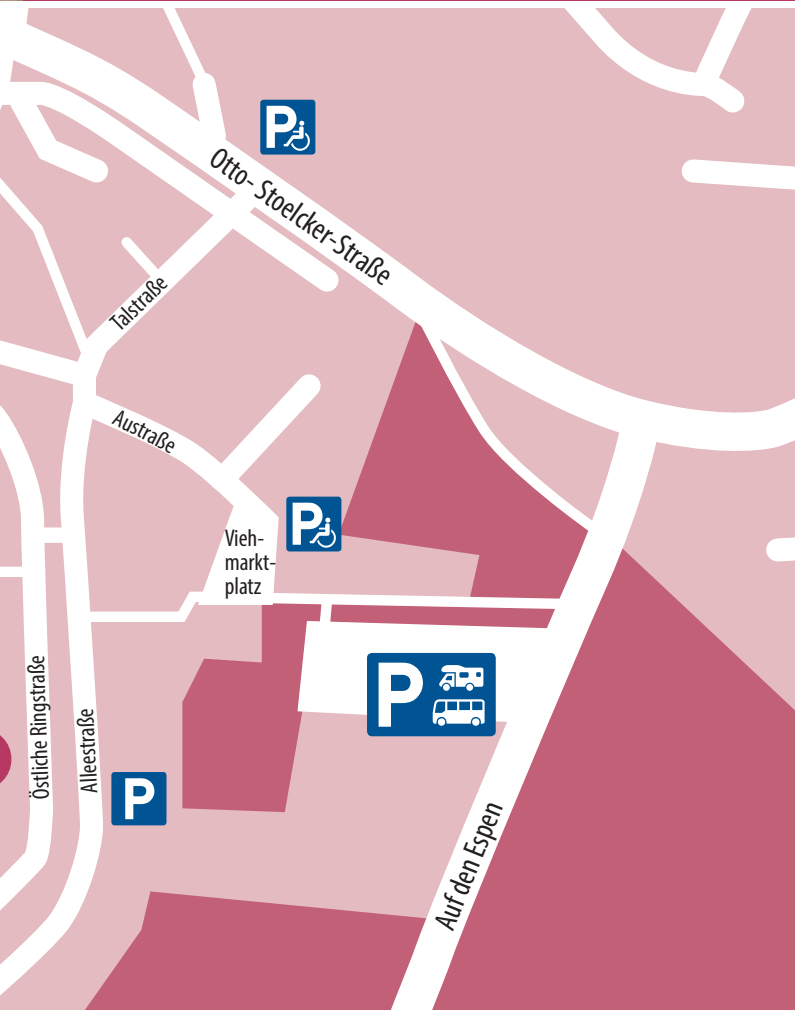 P
Otto- Stoelcker-Straße
Talstraße
Austraße
P
Vieh-
markt-
platz
P
Östliche Ringstraße
Alleestraße
P
Auf den Espen